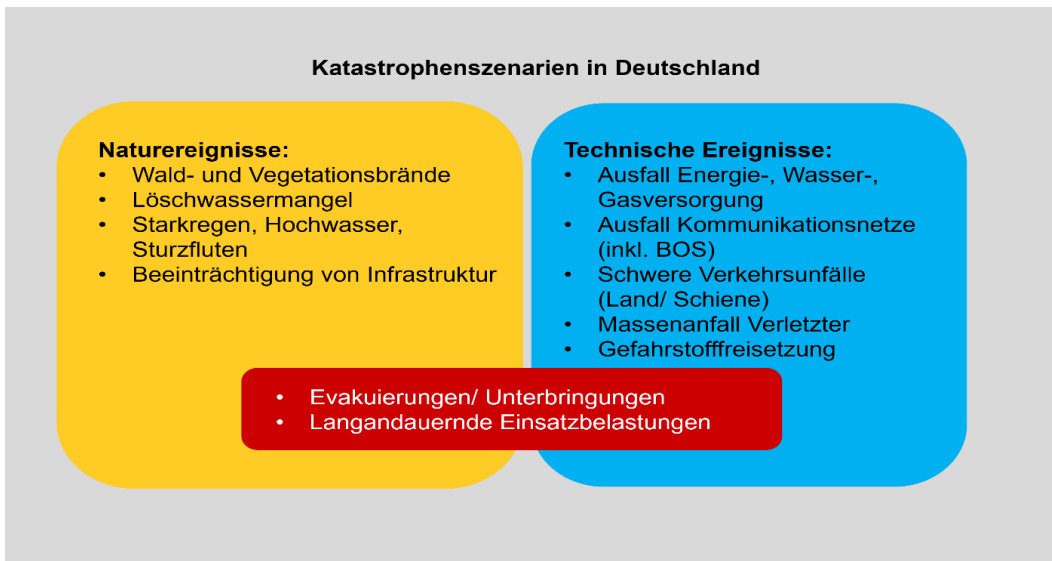 Katastrophenszenarien in Deutschland
Naturereignisse:
• Wald- und Vegetationsbrände
• Löschwassermangel
• Starkregen, Hochwasser,
Sturzfluten
• Beeinträchtigung von Infrastruktur
Technische Ereignisse:
• Ausfall Energie-, Wasser-,
Gasversorgung
• Ausfall Kommunikationsnetze
(inkl. BOS)
• Schwere Verkehrsunfälle
(Land/ Schiene)
• Massenanfall Verletzter
• Gefahrstofffreisetzung
• Evakuierungen/ Unterbringungen
• Langandauernde Einsatzbelastungen